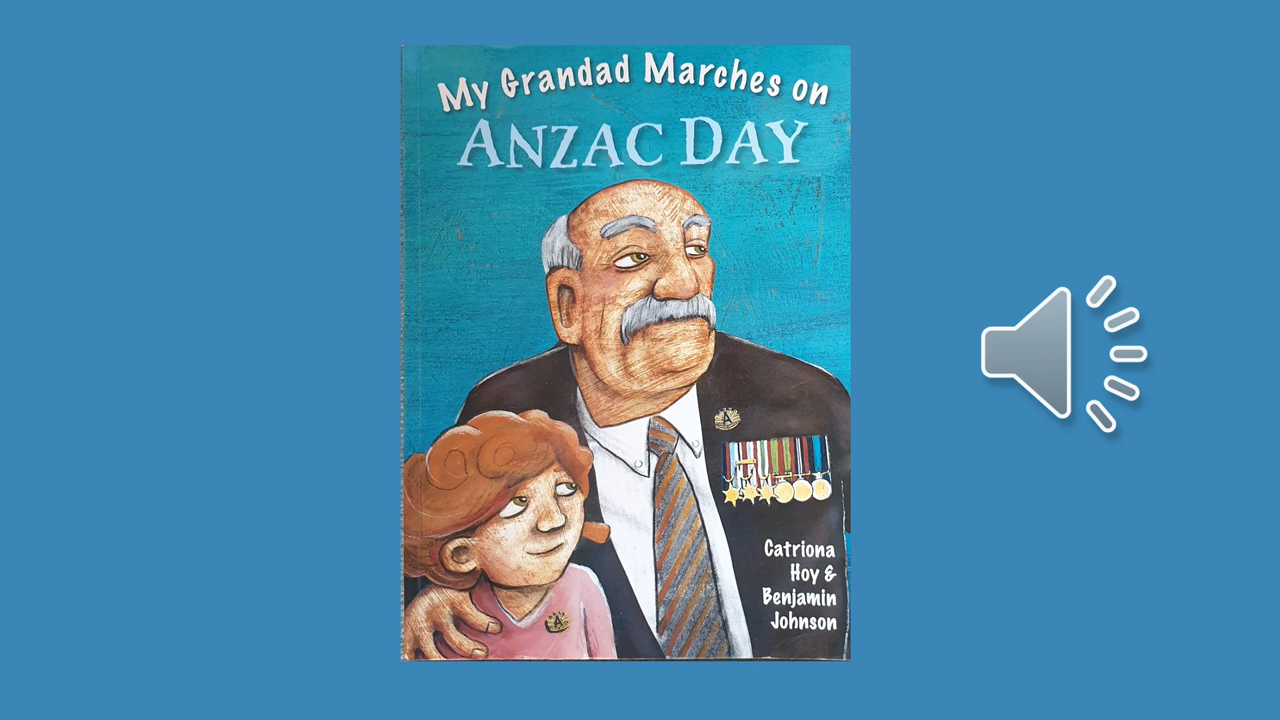 My Grandad Marches on
ANZAC DAY
Catriona
Hoy &
Benjamin
Johnson